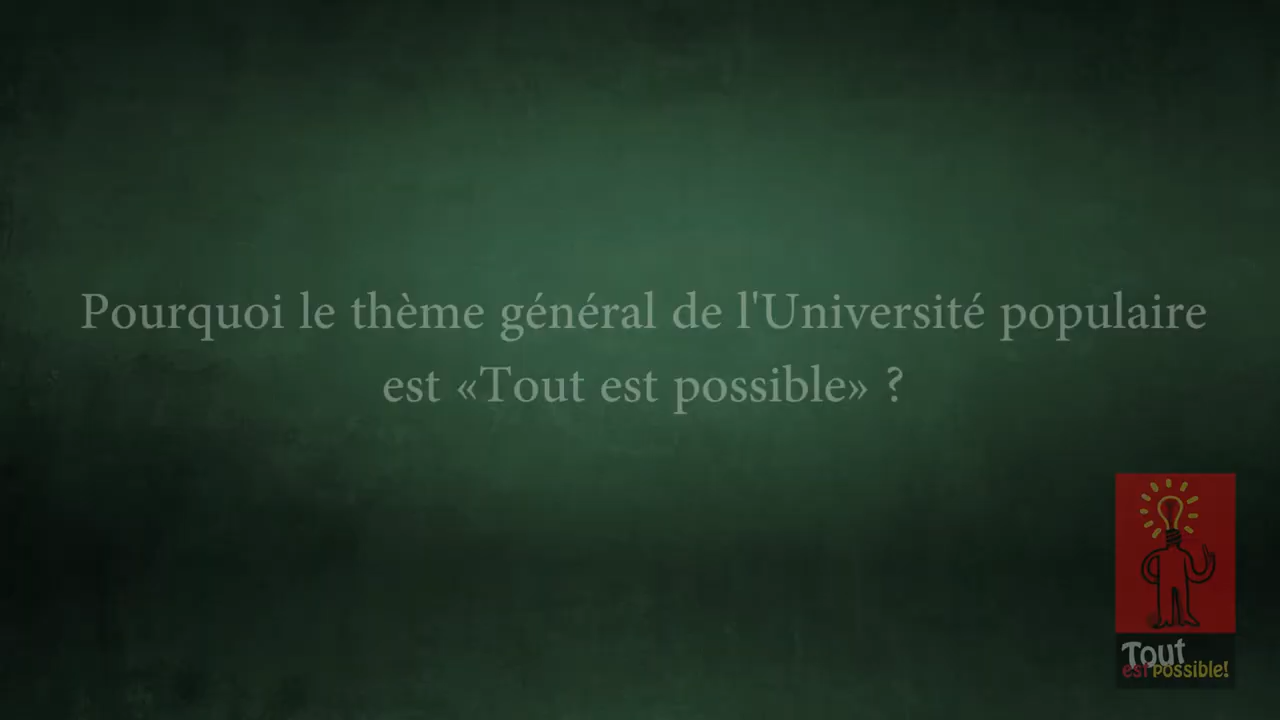 Pourquoi le thème général de l'Université populaire
est «Tout est possible» ?
Tout
est possible!